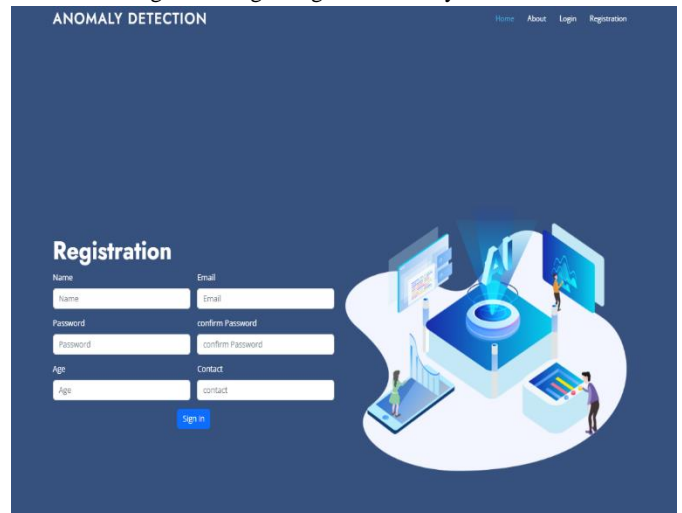 ANOMALY DETECTION
Home About Login Registration
Registration
Name Email
Name Email
Password confirm Password
Password confirm Password
Age Contact
Age contact
Sign in
AI